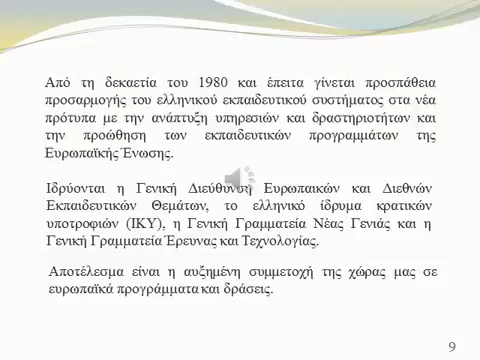 Από τη δεκαετία του 1980 και έπειτα γίνεται προσπάθεια
προσαρμογής του ελληνικού εκπαιδευτικού συστήματος στα νέα
πρότυπα με την ανάπτυξη υπηρεσιών και δραστηριοτήτων και
την προώθηση των εκπαιδευτικών προγραμμάτων της
Ευρωπαϊκής Ένωσης.
Ιδρύονται η Γενική Διεύθυνση Ευρωπαικών και Διεθνών
Εκπαιδευτικών Θεμάτων, το ελληνικό ίδρυμα κρατικών
υποτροφιών (ΙΚΥ), η Γενική Γραμματεία Νέας Γενιάς και η
Γενική Γραμματεία Έρευνας και Τεχνολογίας.
Αποτέλεσμα είναι η αυξημένη συμμετοχή της χώρας μας σε
ευρωπαϊκά προγράμματα και δράσεις.
9